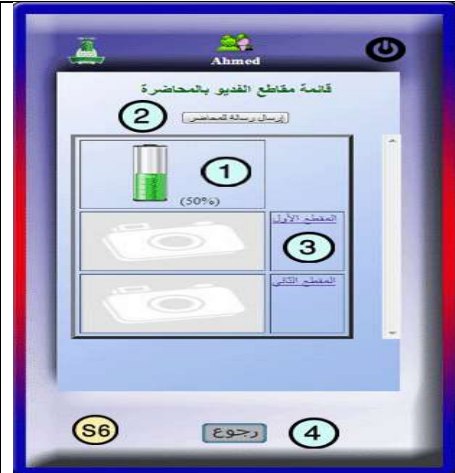 Ahmed
قائمة مقاطع الفديو بالمحاضرة
2
إرسال رسالة للمحاضر
1
(50%)
المقطع الأول
3
المقطع الثاني
S6
رجوع
4